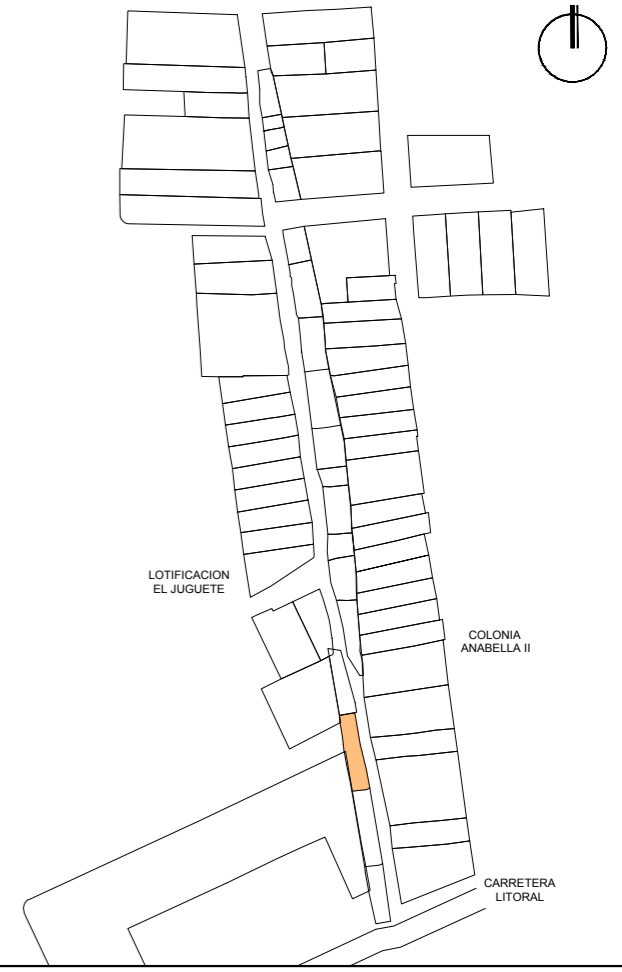 LOTIFICACION
EL JUGUETE
COLONIA
ANABELLA II
CARRETERA
LITORAL